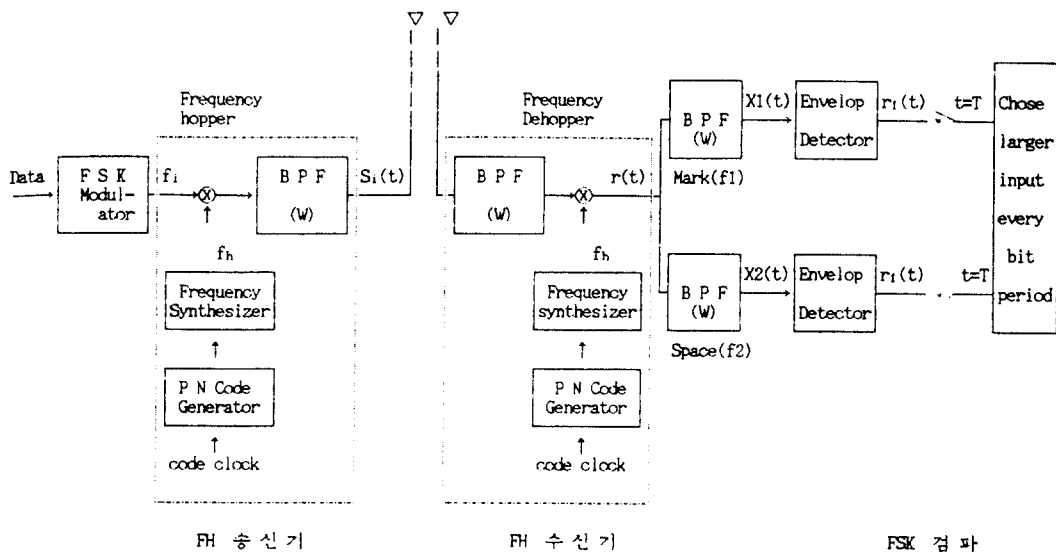 Frequency
hopper
Data
F S K
Modul-
ator
fi
X
B P F
(W)
Si(t)
fh
Frequency
Synthesizer
P N Code
Generator
code clock
Frequency
Dehopper
B P F
(W)
X
r(t)
fh
Frequency
synthesizer
P N Code
Generator
code clock
B P F
(W)
Mark(f1)
X1(t)
Envelop
Detector
r1(t)
t=T
B P F
(W)
Space(f2)
X2(t)
Envelop
Detector
r1(t)
t=T
Chose
larger
input
every
bit
period
FH 송 신 기
FH 수 신 기
FSK 검 파